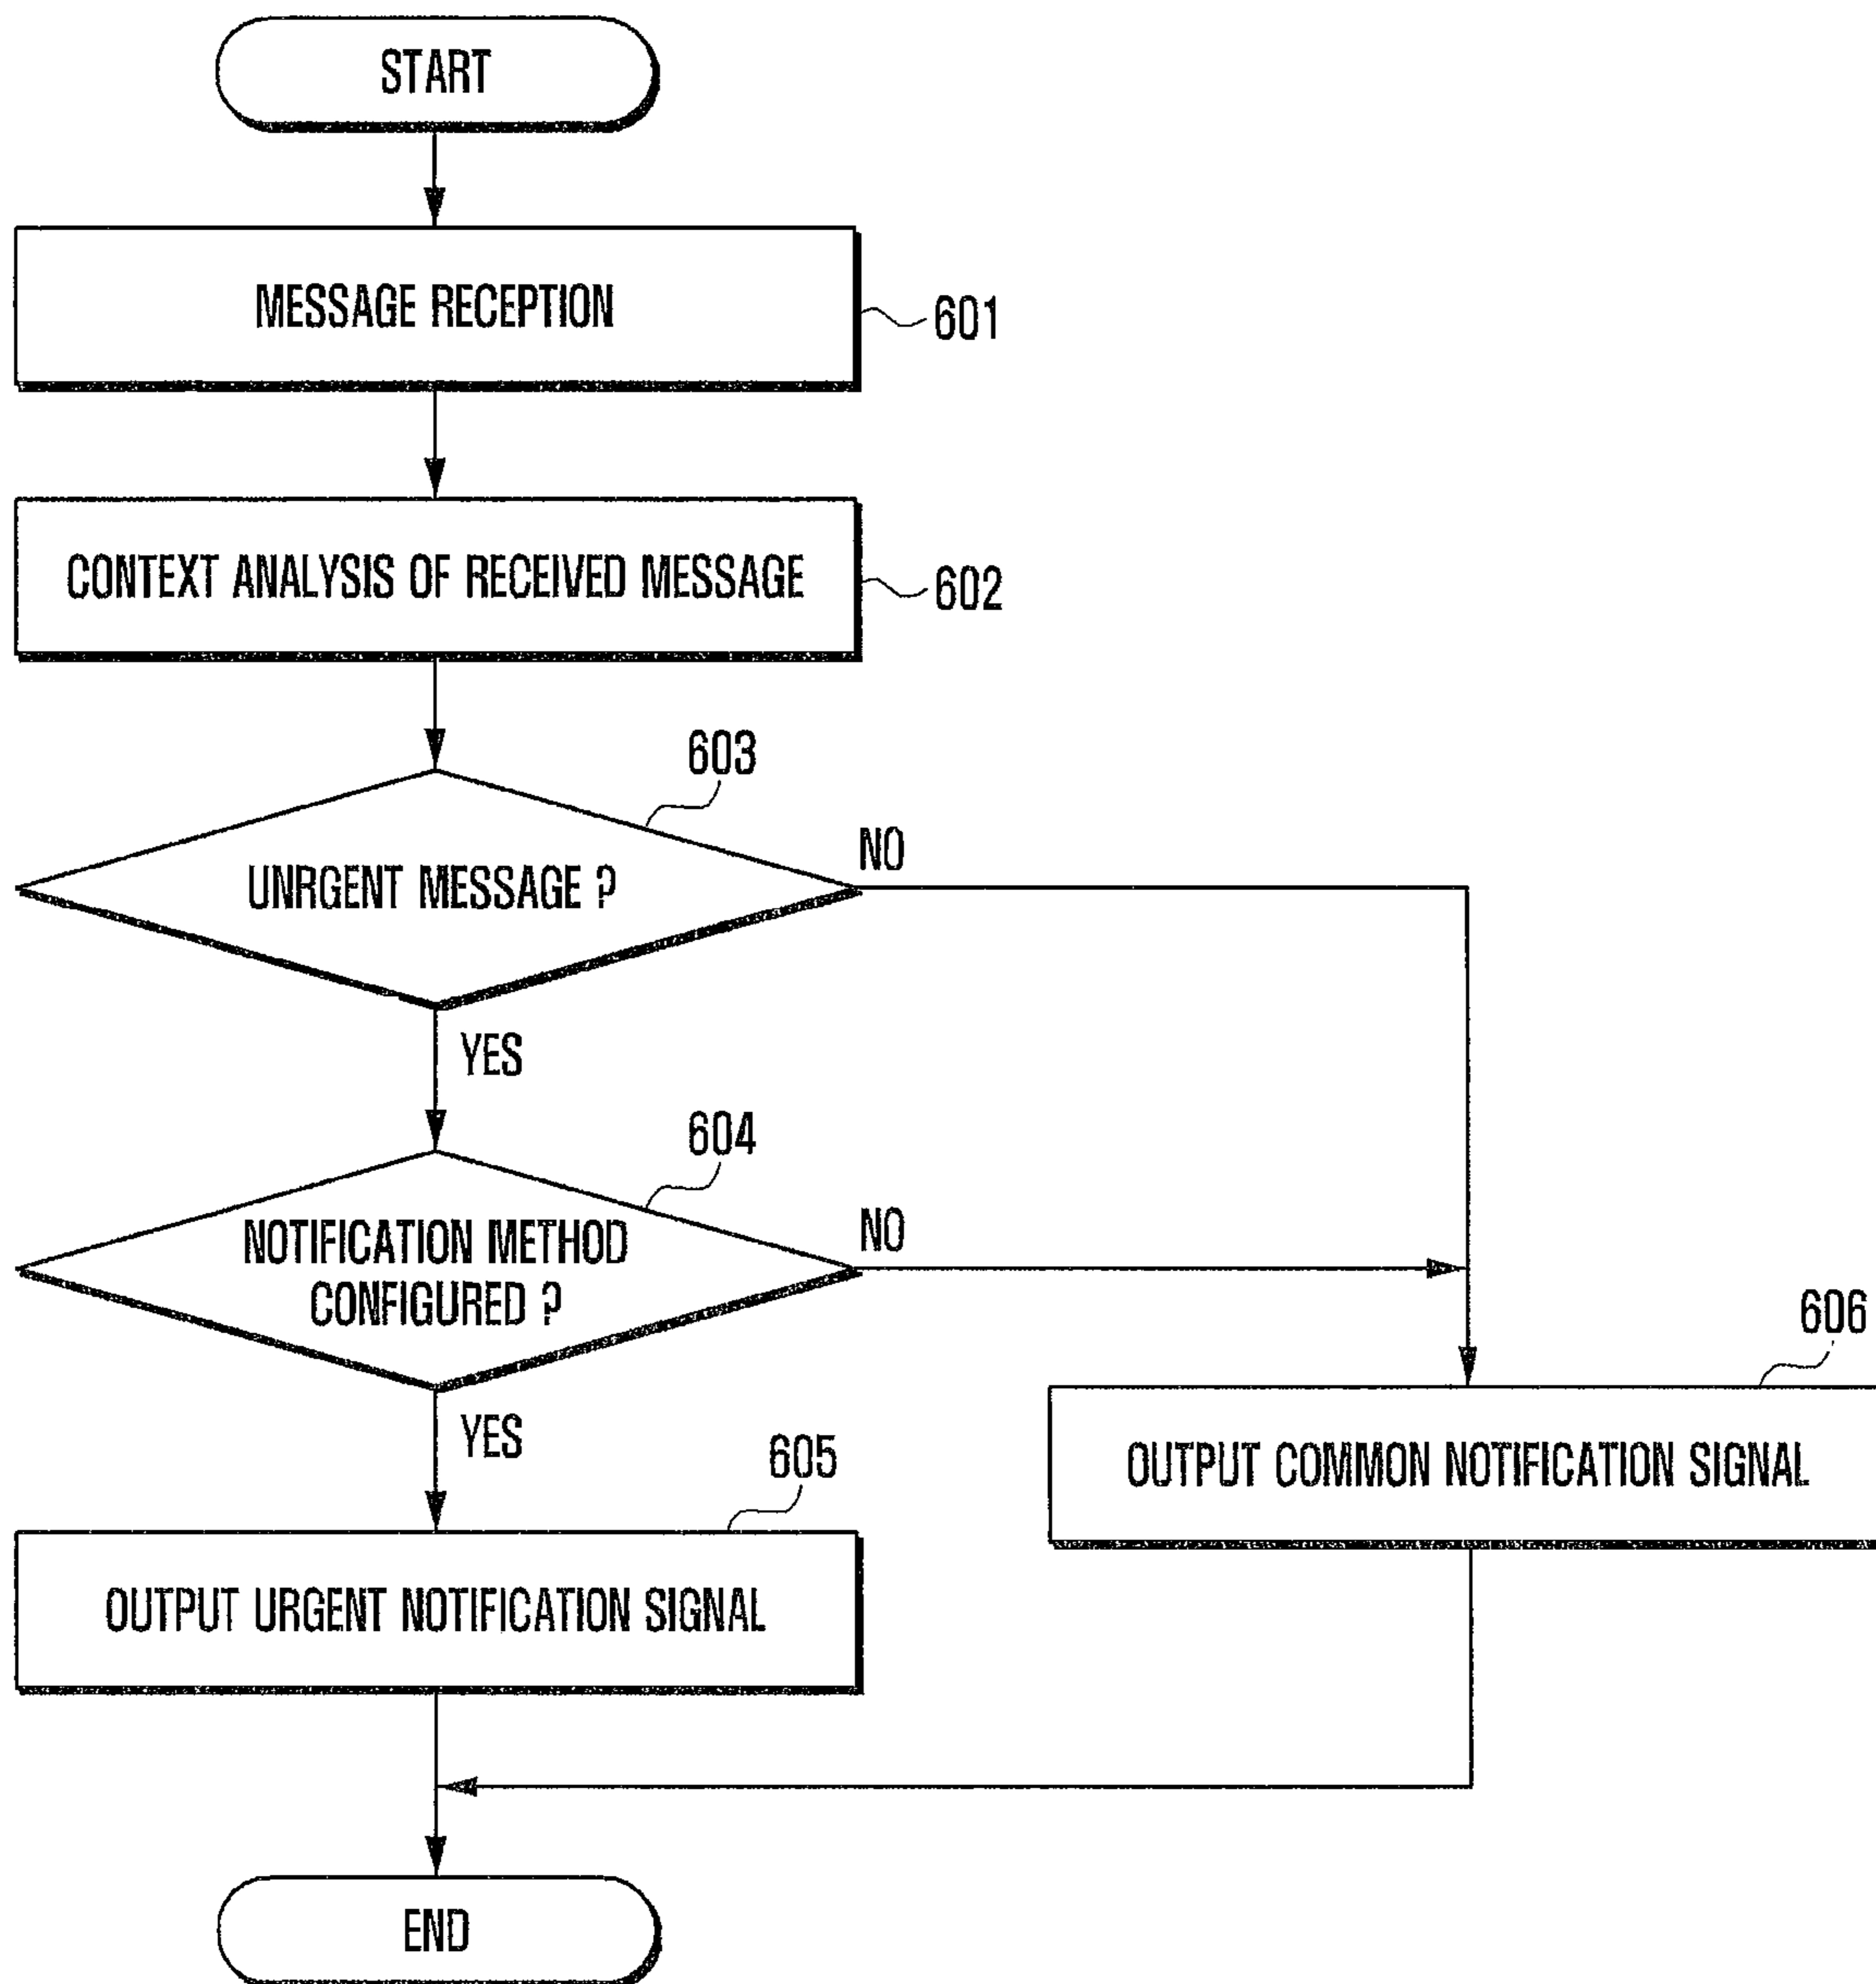 START
MESSAGE RECEPTION
601
CONTEXT ANALYSIS OF RECEIVED MESSAGE
602
603
UNRGENT MESSAGE ?
NO
YES
604
NOTIFICATION METHOD
CONFIGURED ?
NO
YES
605
OUTPUT URGENT NOTIFICATION SIGNAL
606
OUTPUT COMMON NOTIFICATION SIGNAL
END